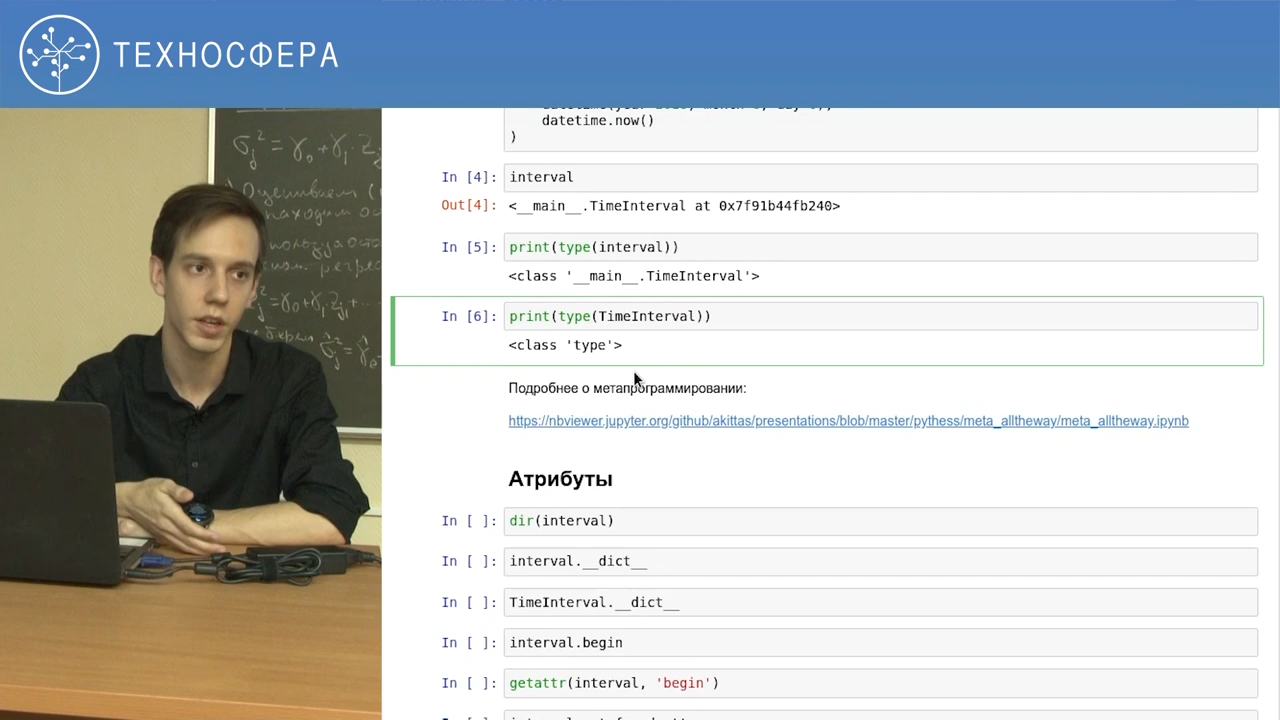 ТЕХНОСФЕРА
datetime.now()
)
In [4]: interval
Out[4]: <__main__.TimeInterval at 0x7f91b44fb240>
In [5]: print(type(interval))
<class '__main__.TimeInterval'>
In [6]: print(type(TimeInterval))
<class 'type'>
Подробнее о метапрограммировании:
https://nbviewer.jupyter.org/github/akittas/presentations/blob/master/pythess/meta_alltheway/meta_alltheway.ipynb
Атрибуты
In [ ]: dir(interval)
In [ ]: interval.__dict__
In [ ]: TimeInterval.__dict__
In [ ]: interval.begin
In [ ]: getattr(interval, 'begin')
Оцениваем (
находим ос